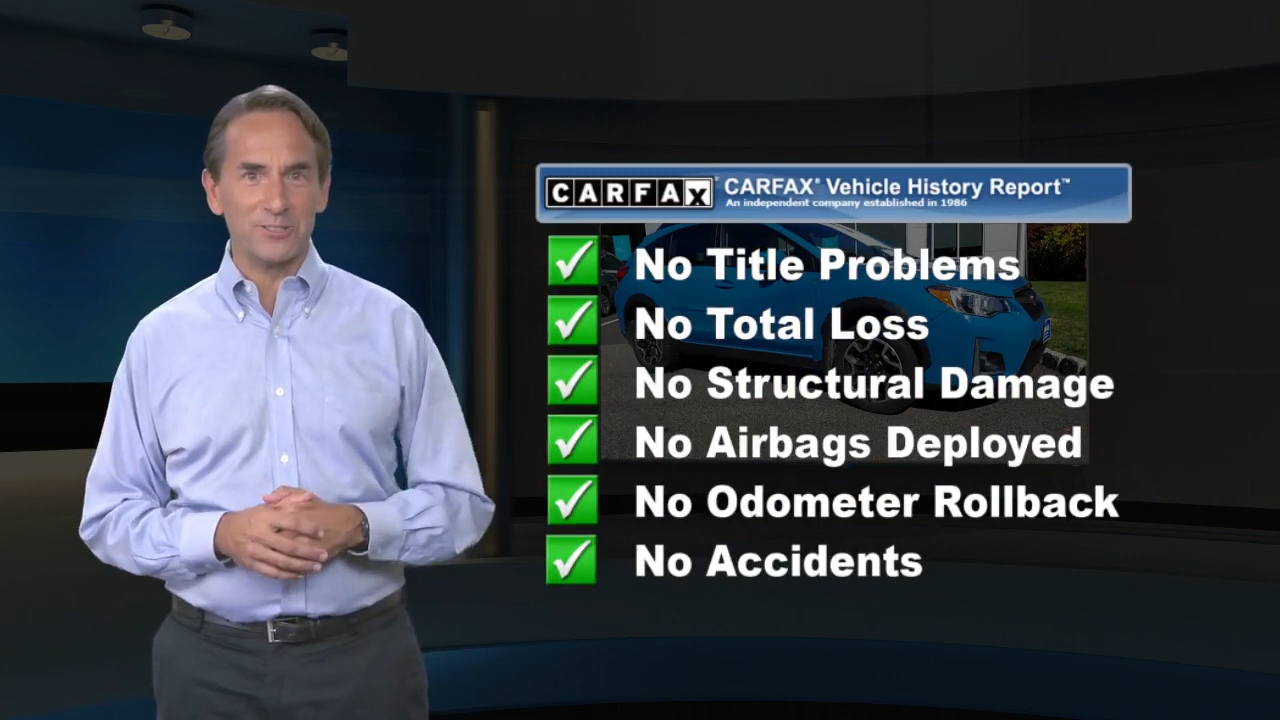 CARFAX® CARFAX® Vehicle History Report™
An independent company established in 1986
No Title Problems
No Total Loss
No Structural Damage
No Airbags Deployed
No Odometer Rollback
No Accidents